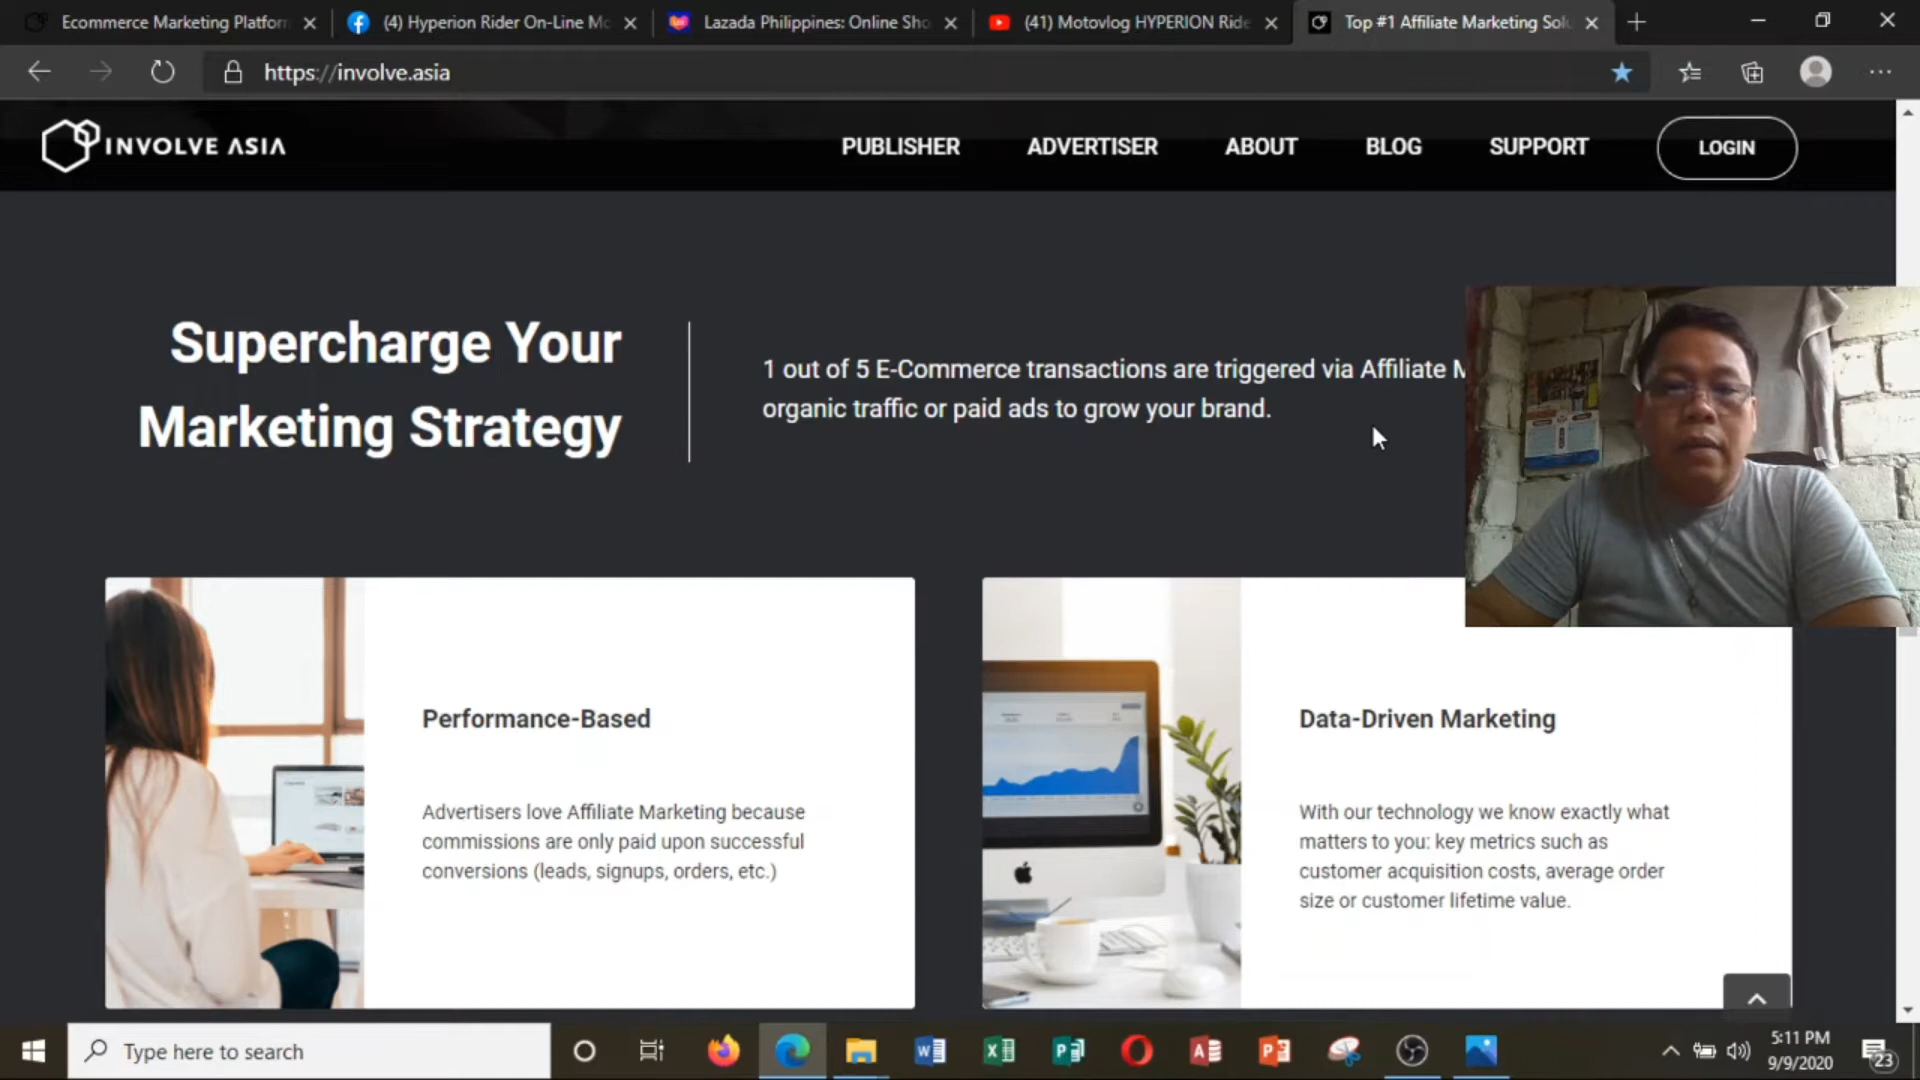 Ecommerce Marketing Platfor
(4) Hyperion Rider On-Line Mo
Lazada Philippines: Online Sho
(41) Motovlog HYPERION Ride
Top #1 Affiliate Marketing Sol
https://involve.asia
INVOLVE ASIA
PUBLISHER
ADVERTISER
ABOUT
BLOG
SUPPORT
LOGIN
Supercharge Your
Marketing Strategy
1 out of 5 E-Commerce transactions are triggered via Affiliate M
organic traffic or paid ads to grow your brand.
Performance-Based
Advertisers love Affiliate Marketing because
commissions are only paid upon successful
conversions (leads, signups, orders, etc.)
Data-Driven Marketing
With our technology we know exactly what
matters to you: key metrics such as
customer acquisition costs, average order
size or customer lifetime value.
Type here to search
5:11 PM
9/9/2020
23